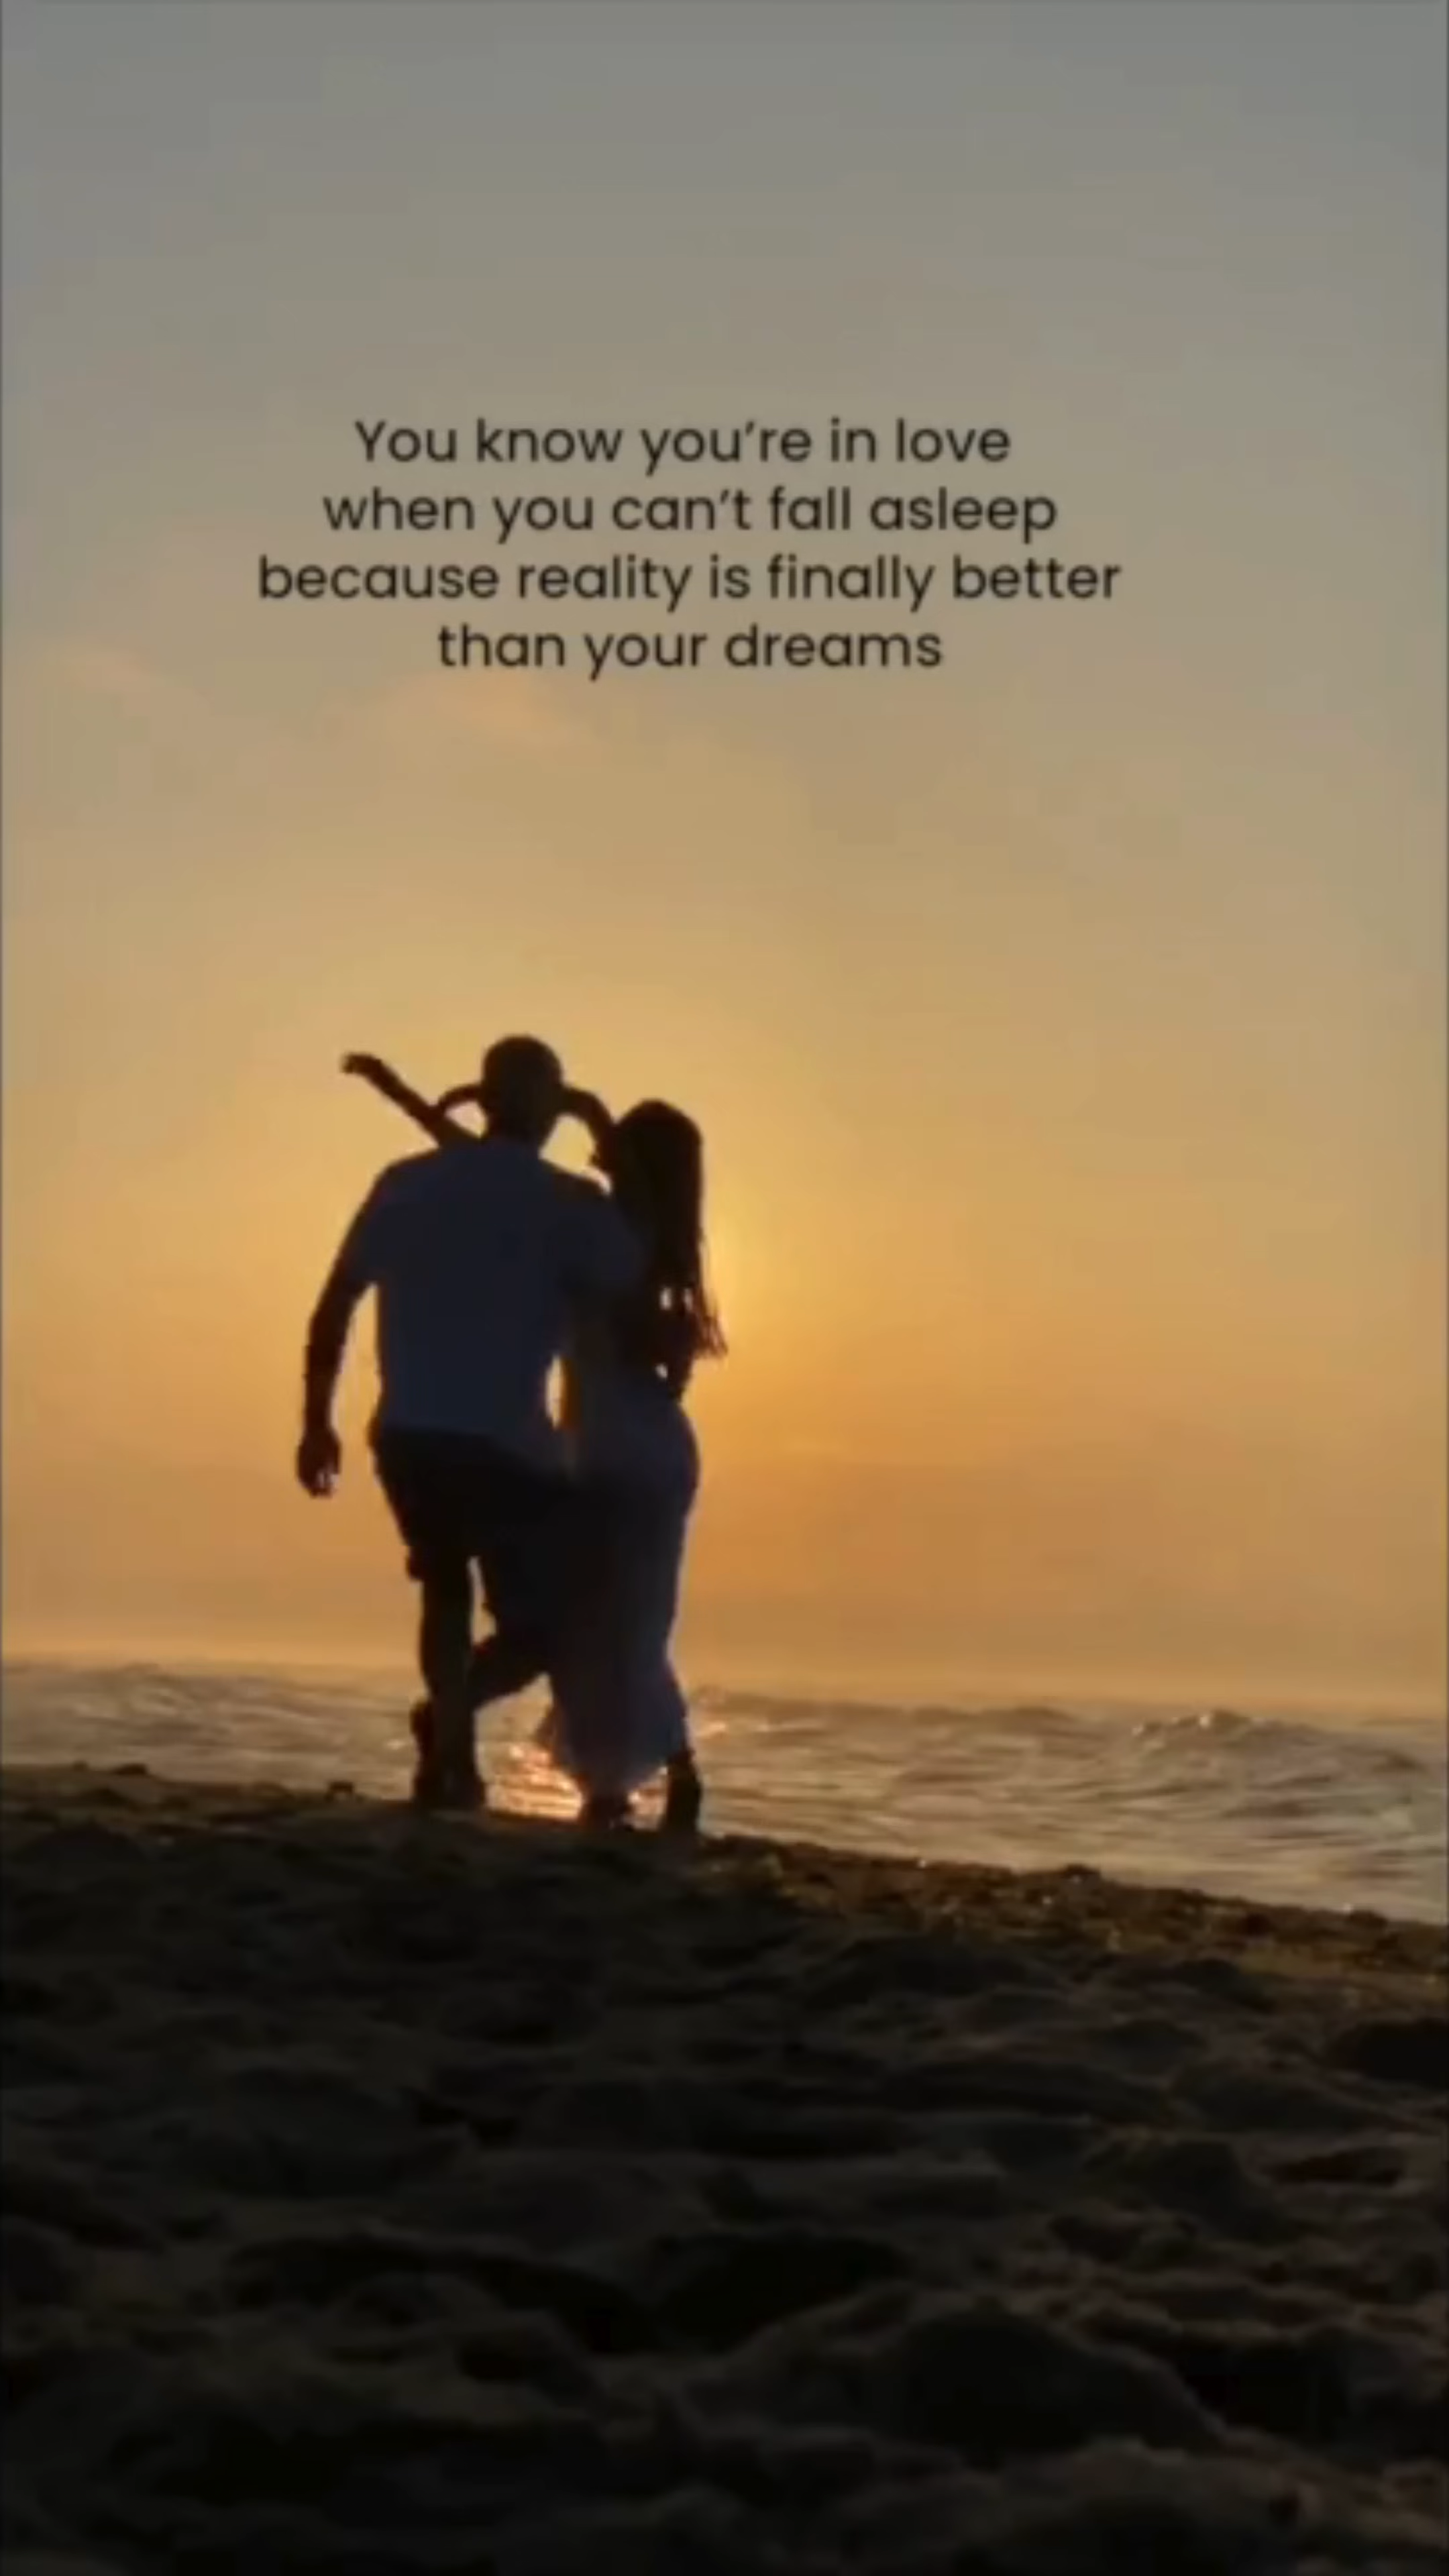 You know you’re in love
when you can’t fall asleep
because reality is finally better
than your dreams